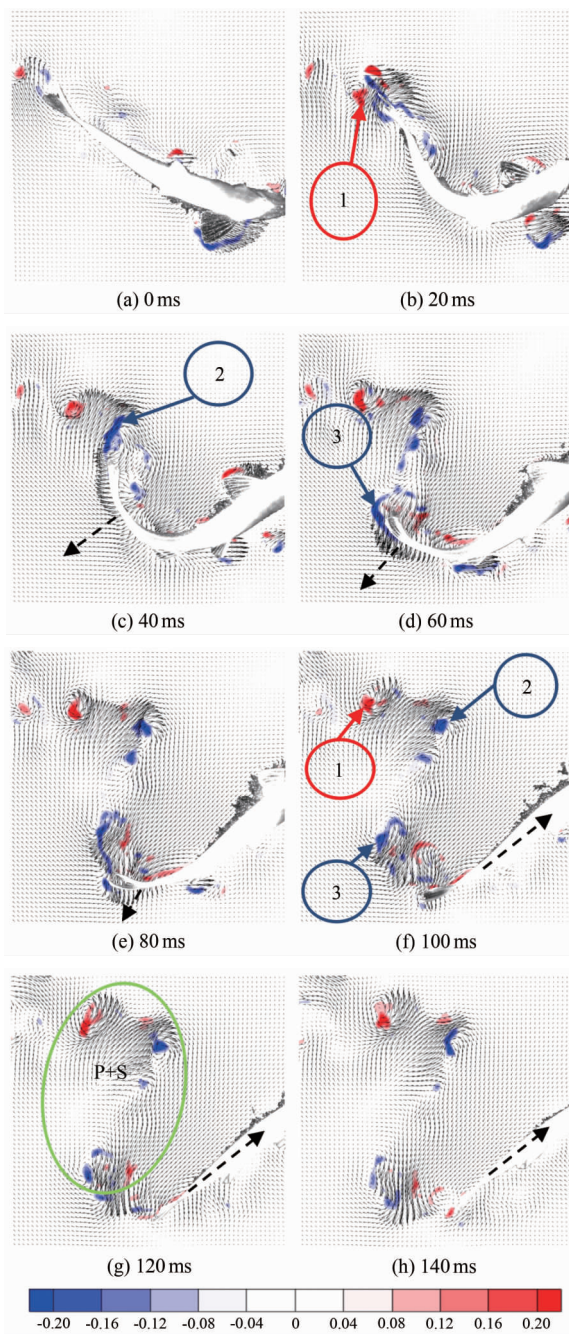 1
(a) 0 ms
(b) 20 ms
2
3
(c) 40 ms
(d) 60 ms
1
2
3
(e) 80 ms
(f) 100 ms
P+S
(g) 120 ms
(h) 140 ms
-0.20 -0.16 -0.12 -0.08 -0.04 0 0.04 0.08 0.12 0.16 0.20